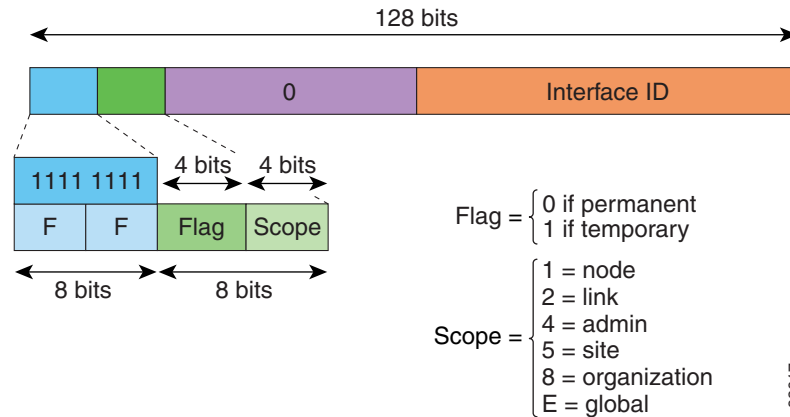 128 bits
0 Interface ID
1111 1111
4 bits 4 bits
F F Flag Scope
8 bits 8 bits
Flag =
0 if permanent
1 if temporary
Scope =
1 = node
2 = link
4 = admin
5 = site
8 = organization
E = global